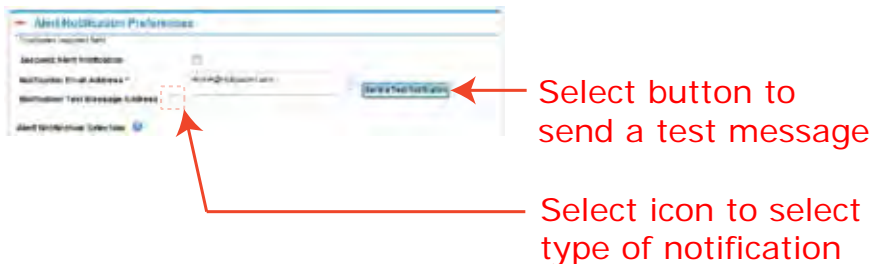 Alert Notification Preferences
Suspend Alert Notification
Notification Email Address *
Send a Test Notification
Notification Text Message Address
Alert Notification Selection
Select button to
send a test message
Select icon to select
type of notification